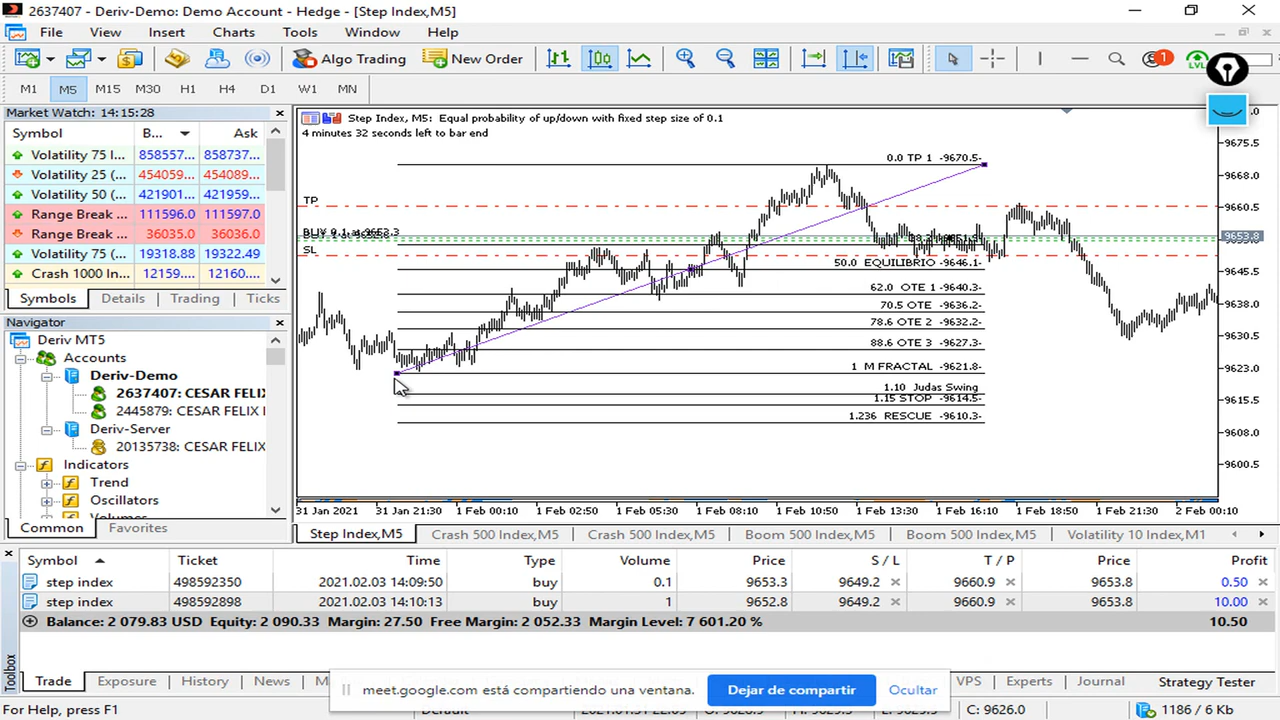 2637407 - Deriv-Demo: Demo Account - Hedge - [Step Index,M5]
File View Insert Charts Tools Window Help
Algo Trading New Order 1 LVL
M1 M5 M15 M30 H1 H4 D1 W1 MN
Market Watch: 14:15:28
Symbol B... Ask
Volatility 75 I... 858557... 858737...
Volatility 25 (... 454059... 454089...
Volatility 50 (... 421901... 421959...
Range Break ... 111596.0 111597.0
Range Break ... 36035.0 36036.0
Volatility 75 ... 19318.88 19322.49
Crash 1000 In... 12159... 12160...
Symbols Details Trading Ticks
Navigator
Deriv MT5
Accounts
Deriv-Demo
2637407: CESAR FELIX
2445879: CESAR FELIX
Deriv-Server
20135738: CESAR FELIX
Indicators
Trend
Oscillators
Common Favorites
Step Index, M5: Equal probability of up/down with fixed step size of 0.1
4 minutes 32 seconds left to bar end
0.0 TP 1 -9670.5-
TP
BUY 0.1 at 9653.3
SL
50.0 EQUILIBRIO -9646.1-
62.0 OTE 1 -9640.3-
70.5 OTE -9636.2-
78.6 OTE 2 -9632.2-
88.6 OTE 3 -9627.3-
1 M FRACTAL -9621.8-
1.10 Judas Swing
1.15 STOP -9614.5-
1.236 RESCUE -9610.3-
9675.5
9668.0
9660.5
9653.8
9645.5
9638.0
9630.5
9623.0
9615.5
9608.0
9600.5
31 Jan 2021 31 Jan 21:30 1 Feb 00:10 1 Feb 02:50 1 Feb 05:30 1 Feb 08:10 1 Feb 10:50 1 Feb 13:30 1 Feb 16:10 1 Feb 18:50 1 Feb 21:30 2 Feb 00:10
Step Index,M5 Crash 500 Index,M5 Crash 500 Index,M5 Boom 500 Index,M5 Boom 500 Index,M5 Volatility 10 Index,M1
Symbol Ticket Time Type Volume Price S / L T / P Price Profit
step index 498592350 2021.02.03 14:09:50 buy 0.1 9653.3 9649.2 9660.9 9653.8 0.50
step index 498592898 2021.02.03 14:10:13 buy 1 9652.8 9649.2 9660.9 9653.8 10.00
Balance: 2 079.83 USD Equity: 2 090.33 Margin: 27.50 Free Margin: 2 052.33 Margin Level: 7 601.20 % 10.50
Toolbox
Trade Exposure History News VPS Experts Journal Strategy Tester
meet.google.com está compartiendo una ventana. Dejar de compartir Ocultar
For Help, press F1 C: 9626.0 1186 / 6 Kb